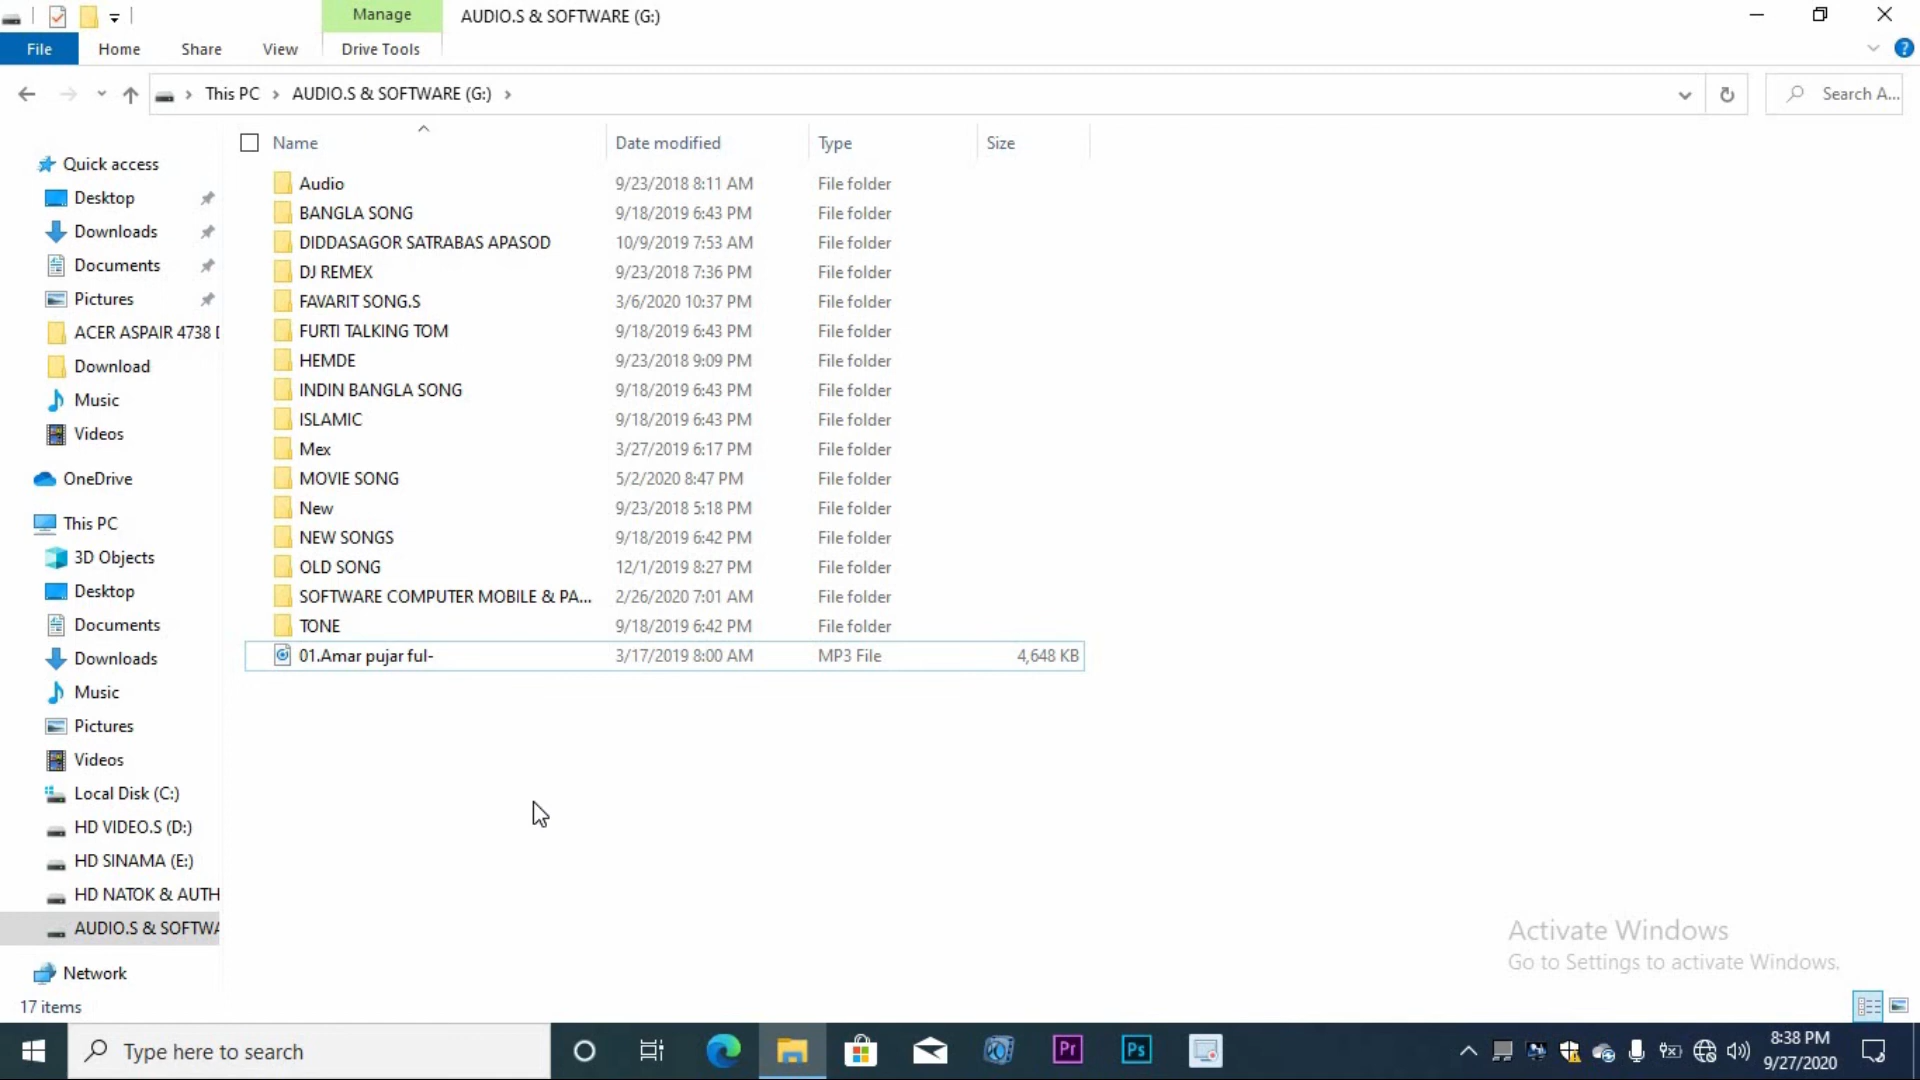 Manage
AUDIO.S & SOFTWARE (G:)
File Home Share View Drive Tools
This PC AUDIO.S & SOFTWARE (G:)
Search A...
Name Date modified Type Size
Quick access
Desktop
Downloads
Documents
Pictures
ACER ASPAIR 4738 D
Download
Music
Videos
OneDrive
This PC
3D Objects
Desktop
Documents
Downloads
Music
Pictures
Videos
Local Disk (C:)
HD VIDEO.S (D:)
HD SINAMA (E:)
HD NATOK & AUTH
AUDIO.S & SOFTWA
Network
Audio 9/23/2018 8:11 AM File folder
BANGLA SONG 9/18/2019 6:43 PM File folder
DIDDASAGOR SATRABAS APASOD 10/9/2019 7:53 AM File folder
DJ REMEX 9/23/2018 7:36 PM File folder
FAVARIT SONG.S 3/6/2020 10:37 PM File folder
FURTI TALKING TOM 9/18/2019 6:43 PM File folder
HEMDE 9/23/2018 9:09 PM File folder
INDIN BANGLA SONG 9/18/2019 6:43 PM File folder
ISLAMIC 9/18/2019 6:43 PM File folder
Mex 3/27/2019 6:17 PM File folder
MOVIE SONG 5/2/2020 8:47 PM File folder
New 9/23/2018 5:18 PM File folder
NEW SONGS 9/18/2019 6:42 PM File folder
OLD SONG 12/1/2019 8:27 PM File folder
SOFTWARE COMPUTER MOBILE & PA... 2/26/2020 7:01 AM File folder
TONE 9/18/2019 6:42 PM File folder
01.Amar pujar ful- 3/17/2019 8:00 AM MP3 File 4,648 KB
Activate Windows
Go to Settings to activate Windows.
17 items
Type here to search
Pr
Ps
8:38 PM
9/27/2020